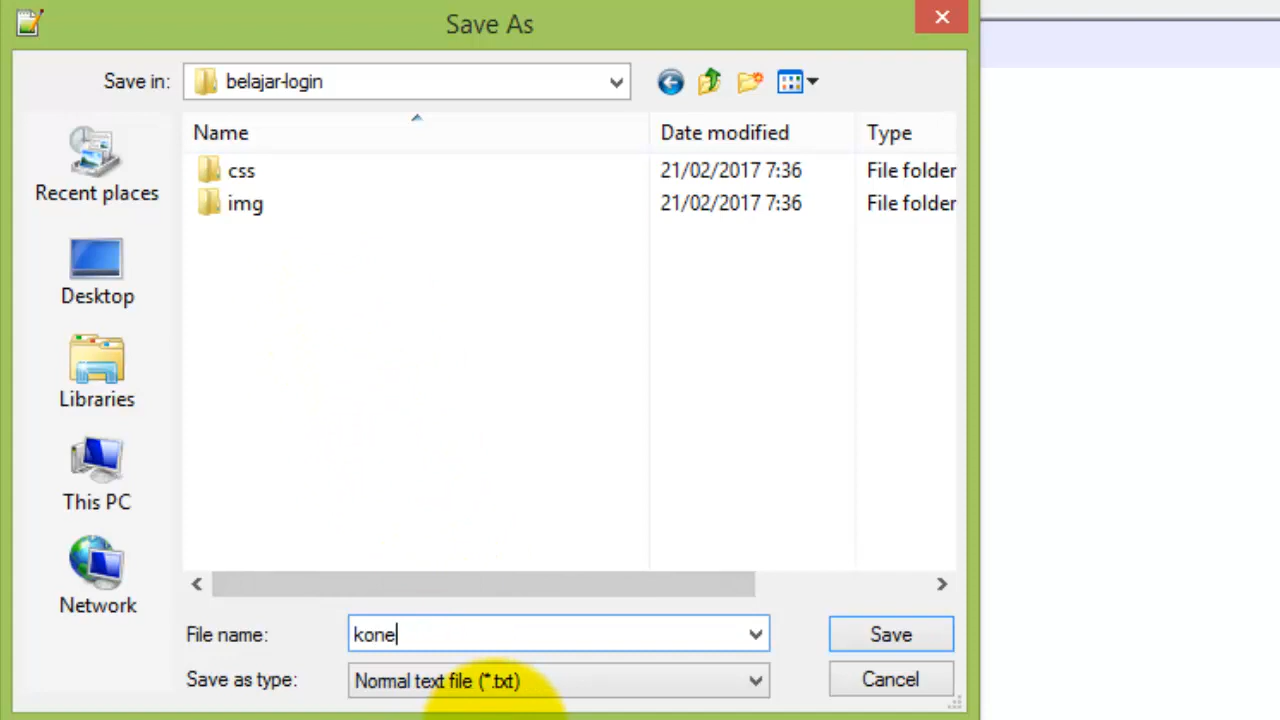 Save As
Save in:
belajar-login
Name
Date modified
Type
css
21/02/2017 7:36
File folder
img
21/02/2017 7:36
File folder
Recent places
Desktop
Libraries
This PC
Network
File name:
kone
Save
Save as type:
Normal text file (*.txt)
Cancel